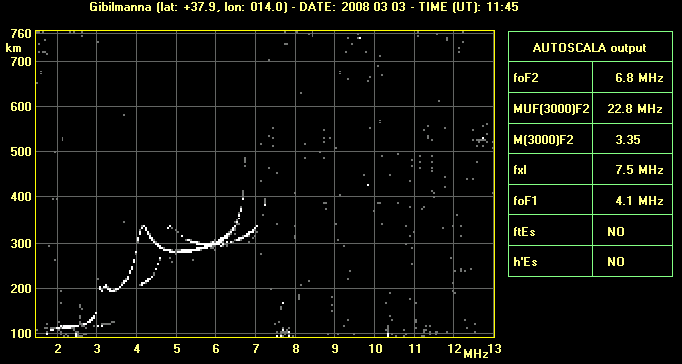 Gibilmanna (lat: +37.9, lon: 014.0) - DATE: 2008 03 03 - TIME (UT): 11:45
760
km
700
600
500
400
300
200
100
2 3 4 5 6 7 8 9 10 11 12 13
MHz
AUTOSCALA output
foF2 6.8 MHz
MUF(3000)F2 22.8 MHz
M(3000)F2 3.35
fxI 7.5 MHz
foF1 4.1 MHz
ftEs NO
h'Es NO